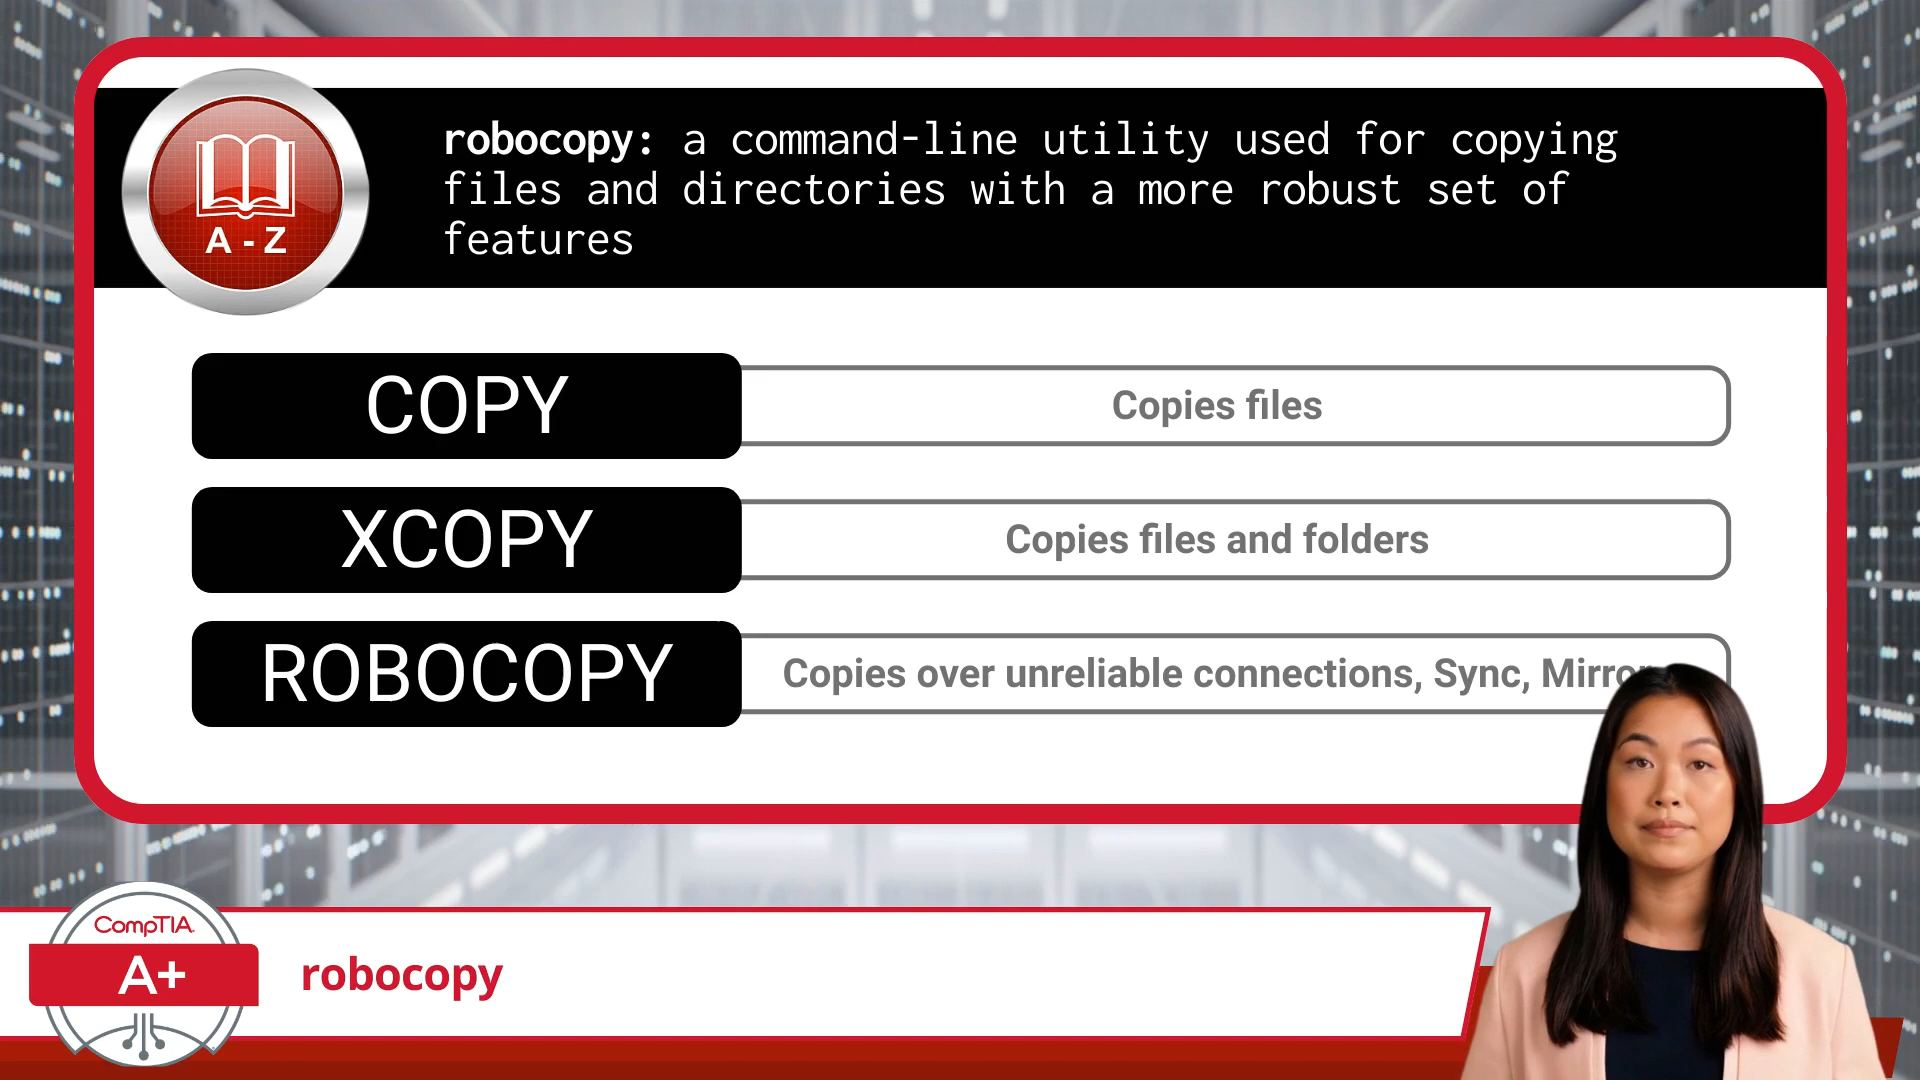 robocopy: a command-line utility used for copying
files and directories with a more robust set of
features
A - Z
COPY
Copies files
XCOPY
Copies files and folders
ROBOCOPY
Copies over unreliable connections, Sync,
CompTIA
A+
robocopy